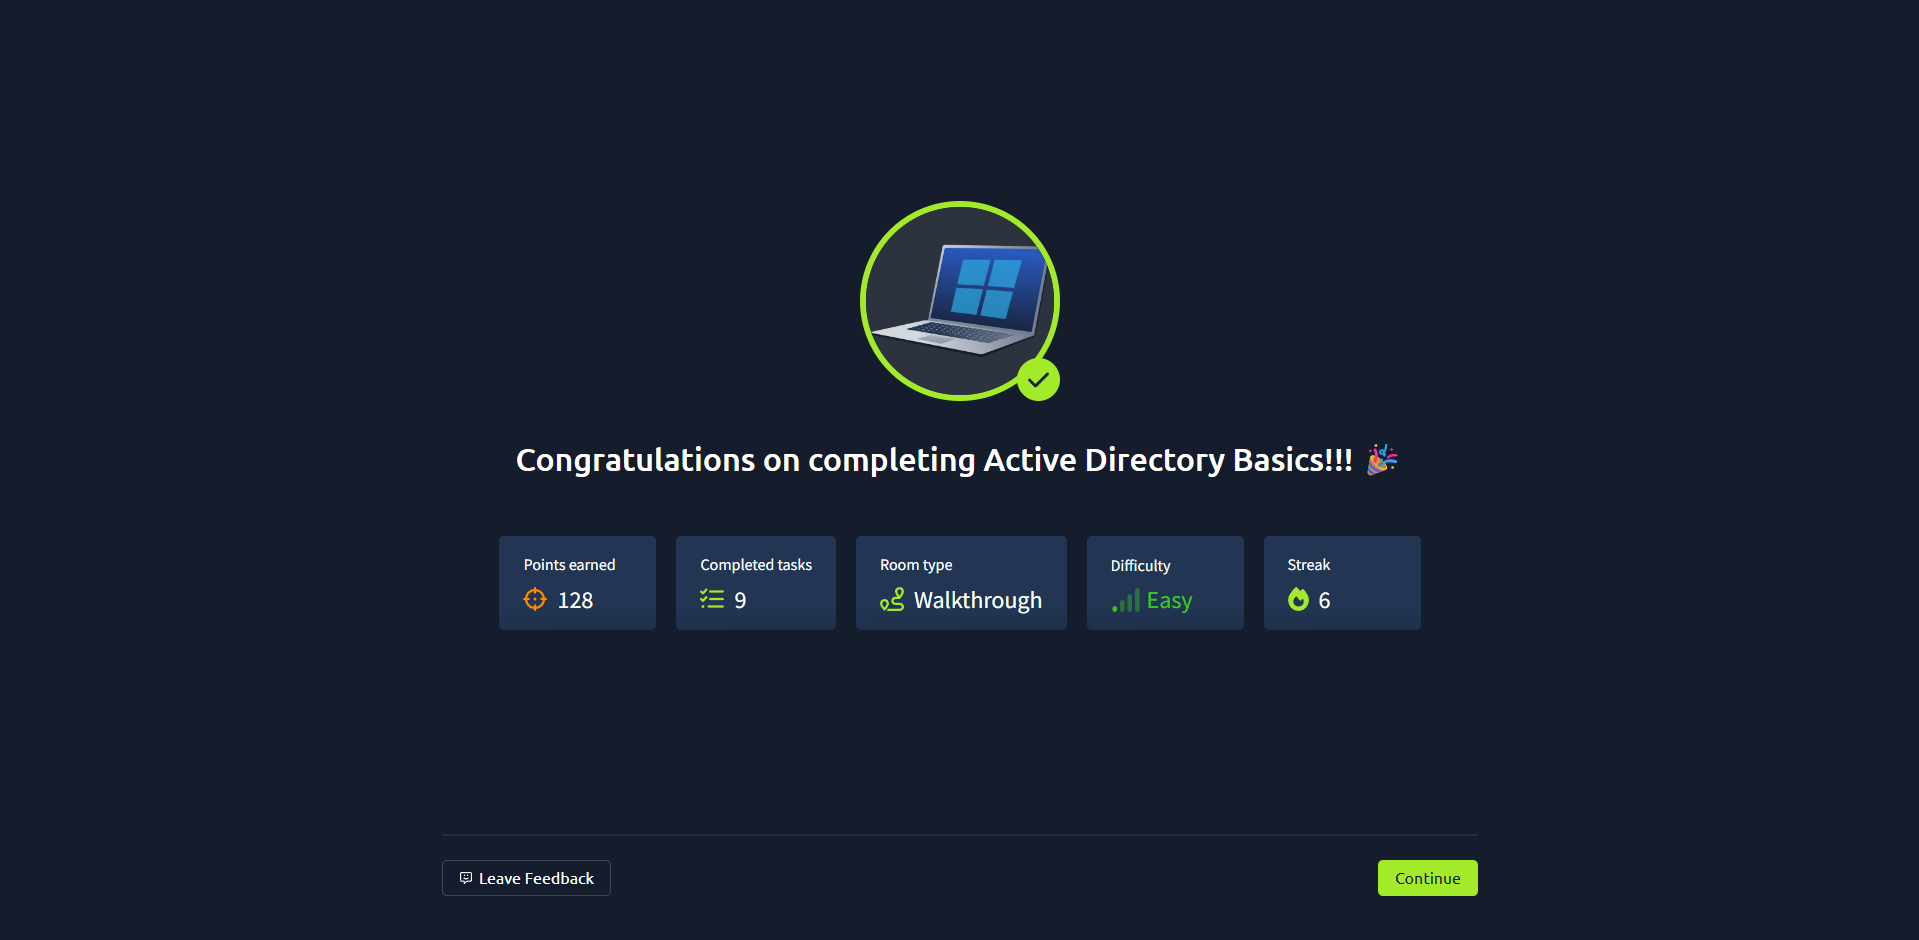 Congratulations on completing Active Directory Basics!!! 🎉
Points earned
128
Completed tasks
9
Room type
Walkthrough
Difficulty
Easy
Streak
6
Leave Feedback
Continue